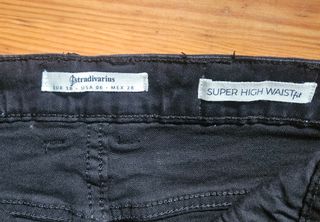 stradivarius
EUR 38 - USA 06 - MEX 28
SUPER HIGH WAIST fit